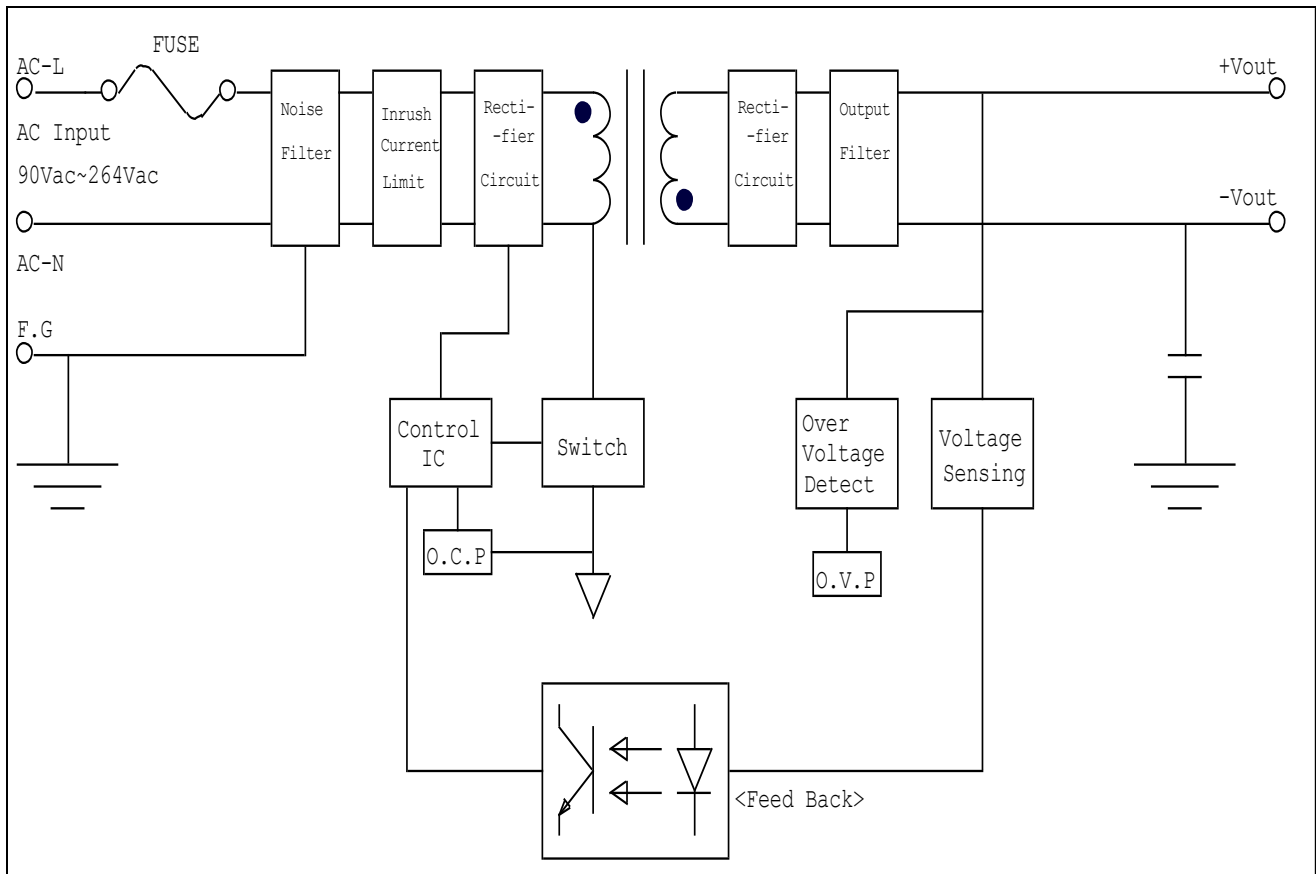 FUSE
AC-L
+Vout
AC Input
90Vac~264Vac
Noise
Filter
Inrush
Current
Limit
Recti-
-fier
Circuit
Recti-
-fier
Circuit
Output
Filter
-Vout
AC-N
F.G
Control
IC
Switch
Over
Voltage
Detect
Voltage
Sensing
O.C.P
O.V.P
<Feed Back>